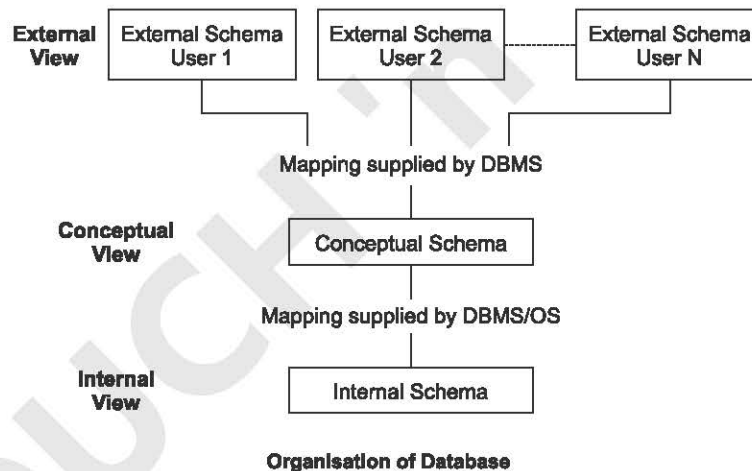 External View
External Schema User 1
External Schema User 2
External Schema User N
Mapping supplied by DBMS
Conceptual View
Conceptual Schema
Mapping supplied by DBMS/OS
Internal View
Internal Schema
Organisation of Database
OUCH 'n